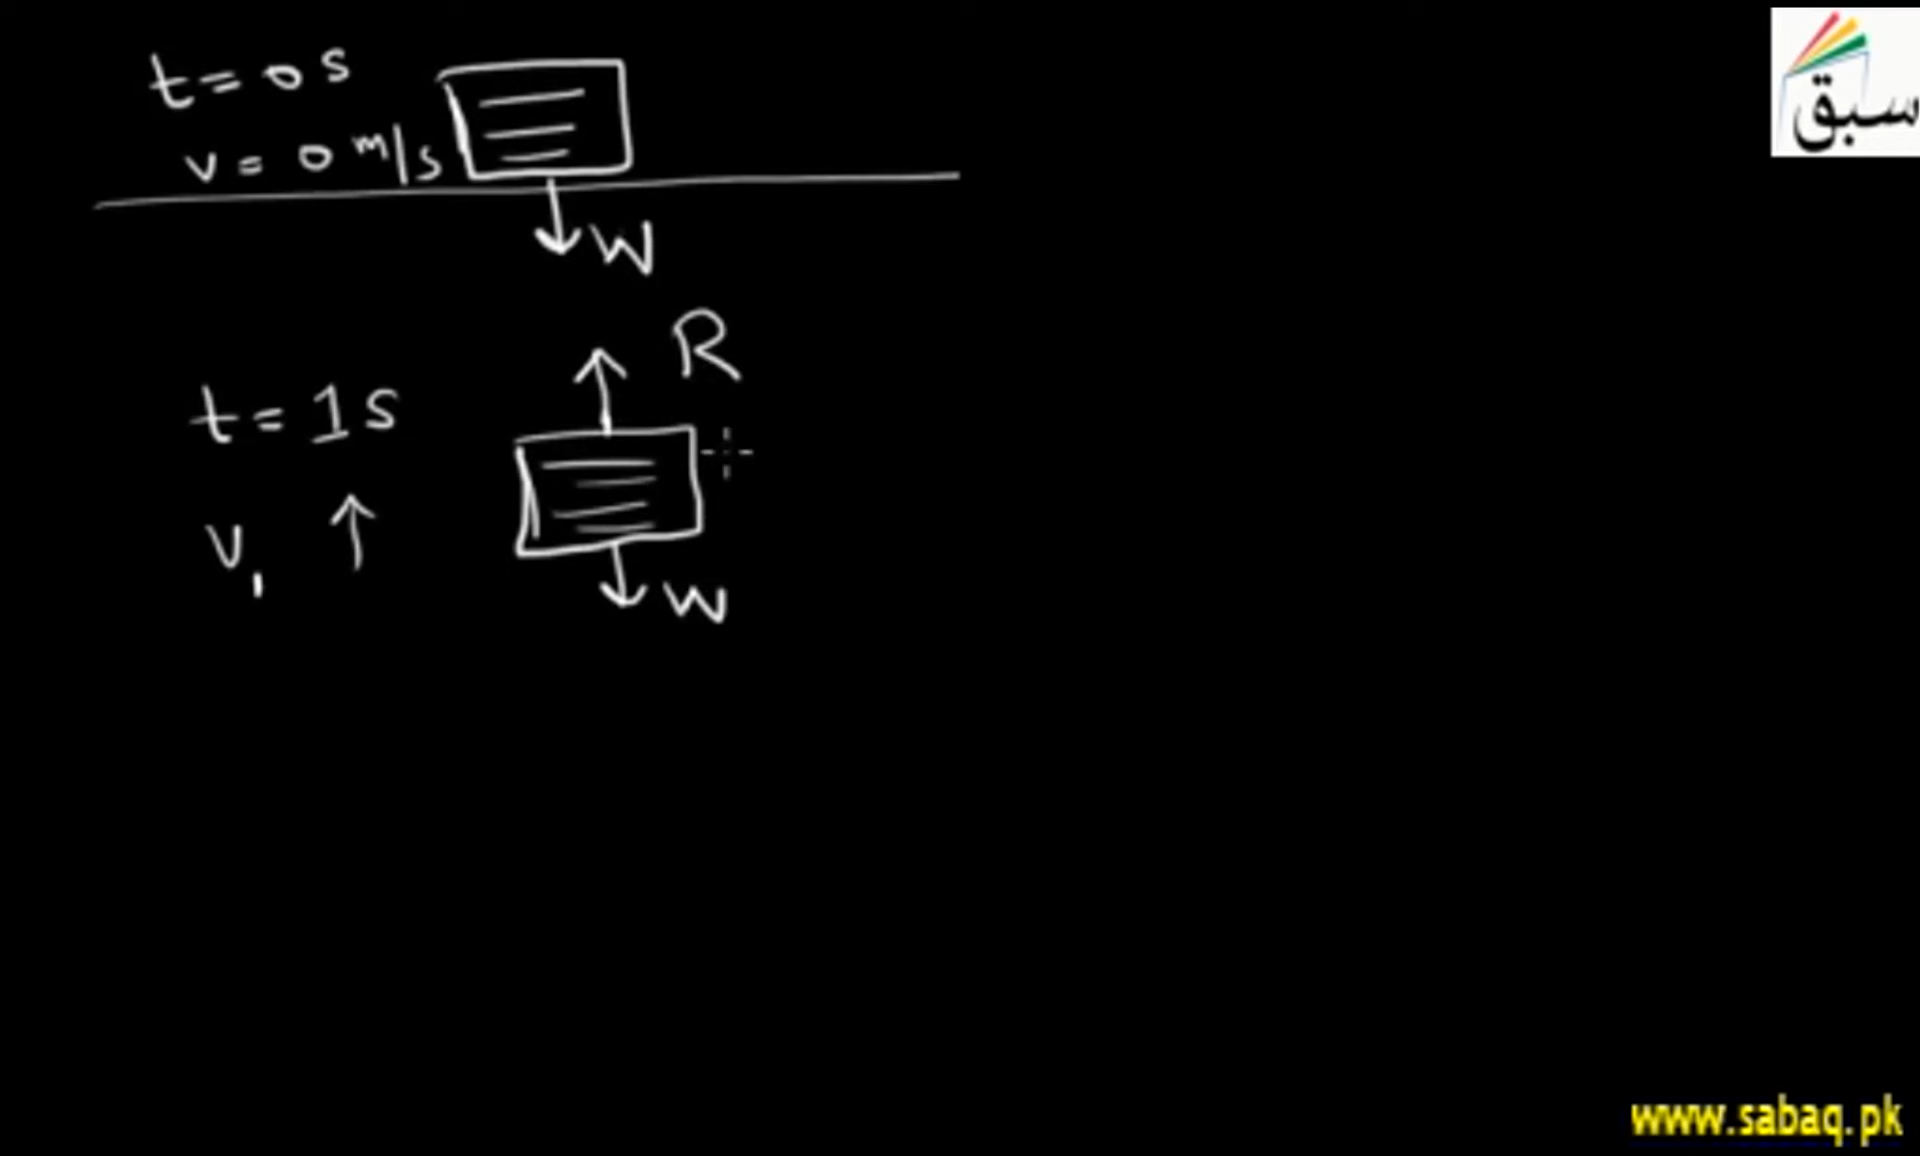 t = 0 s
v = 0 m/s
W
R
t = 1 s
v₁ ↑
W
سبق
www.sabaq.pk